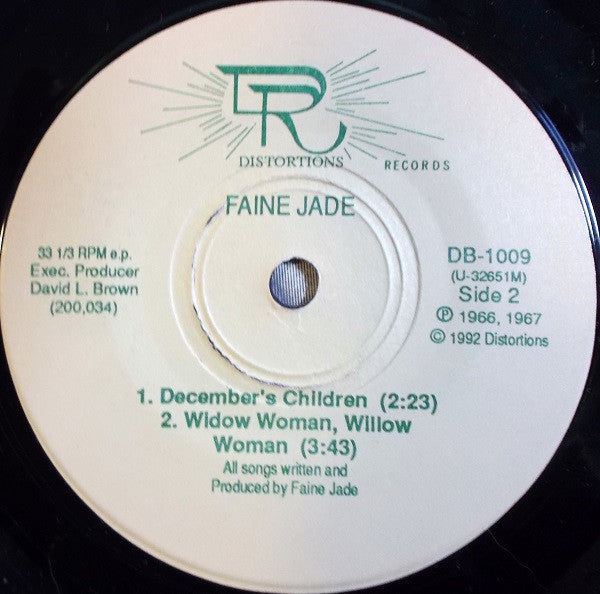 DR
DISTORTIONS RECORDS
FAINE JADE
33 1/3 RPM e.p.
Exec. Producer
David L. Brown
(200,034)
DB-1009
(U-32651M)
Side 2
℗ 1966, 1967
© 1992 Distortions
1. December's Children (2:23)
2. Widow Woman, Willow
Woman (3:43)
All songs written and
Produced by Faine Jade